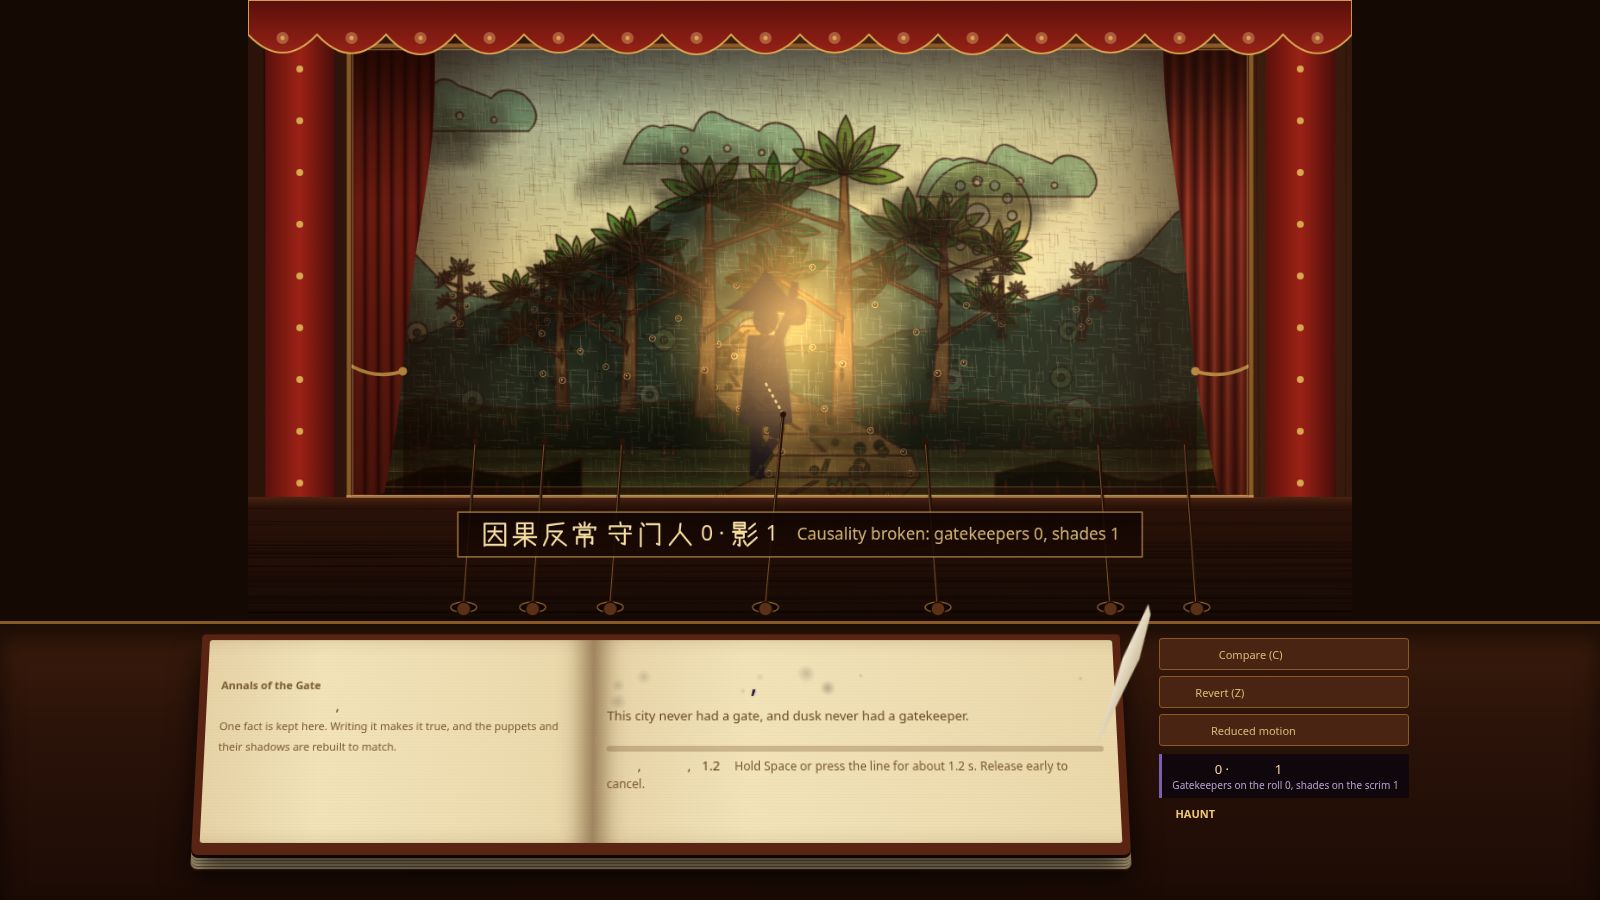 因果反常 守门人 0 · 影 1 Causality broken: gatekeepers 0, shades 1
Annals of the Gate
,
One fact is kept here. Writing it makes it true, and the puppets and
their shadows are rebuilt to match.
,
This city never had a gate, and dusk never had a gatekeeper.
, , 1.2 Hold Space or press the line for about 1.2 s. Release early to
cancel.
Compare (C)
Revert (Z)
Reduced motion
0 · 1
Gatekeepers on the roll 0, shades on the scrim 1
HAUNT